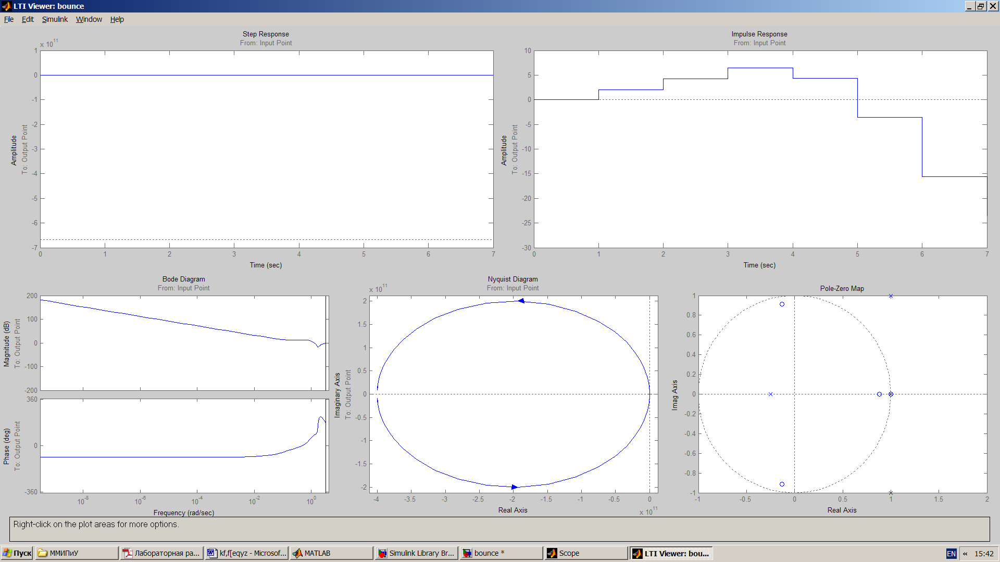 LTI Viewer: bounce
File Edit Simulink Window Help
Step Response
From: Input Point
x 10^11
1
0
-1
-2
-3
-4
-5
-6
-7
0 1 2 3 4 5 6 7
Time (sec)
Amplitude
To: Output Point
Impulse Response
From: Input Point
10
5
0
-5
-10
-15
-20
-25
-30
0 1 2 3 4 5 6 7
Time (sec)
Amplitude
To: Output Point
Bode Diagram
From: Input Point
200
100
0
-100
-200
Magnitude (dB)
To: Output Point
360
0
-360
Phase (deg)
To: Output Point
10^-8 10^-6 10^-4 10^-2 10^0
Frequency (rad/sec)
Nyquist Diagram
From: Input Point
x 10^11
2
1.5
1
0.5
0
-0.5
-1
-1.5
-2
Imaginary Axis
To: Output Point
-4 -3.5 -3 -2.5 -2 -1.5 -1 -0.5 0
Real Axis
x 10^11
Pole-Zero Map
1
0.8
0.6
0.4
0.2
0
-0.2
-0.4
-0.6
-0.8
-1
Imag Axis
-1 -0.5 0 0.5 1 1.5 2
Real Axis
Right-click on the plot areas for more options.
Пуск ММИПиУ Лабораторная ра... kf,f[eqyz - Microsof... MATLAB Simulink Library Br... bounce * Scope LTI Viewer: bou... EN « 15:42